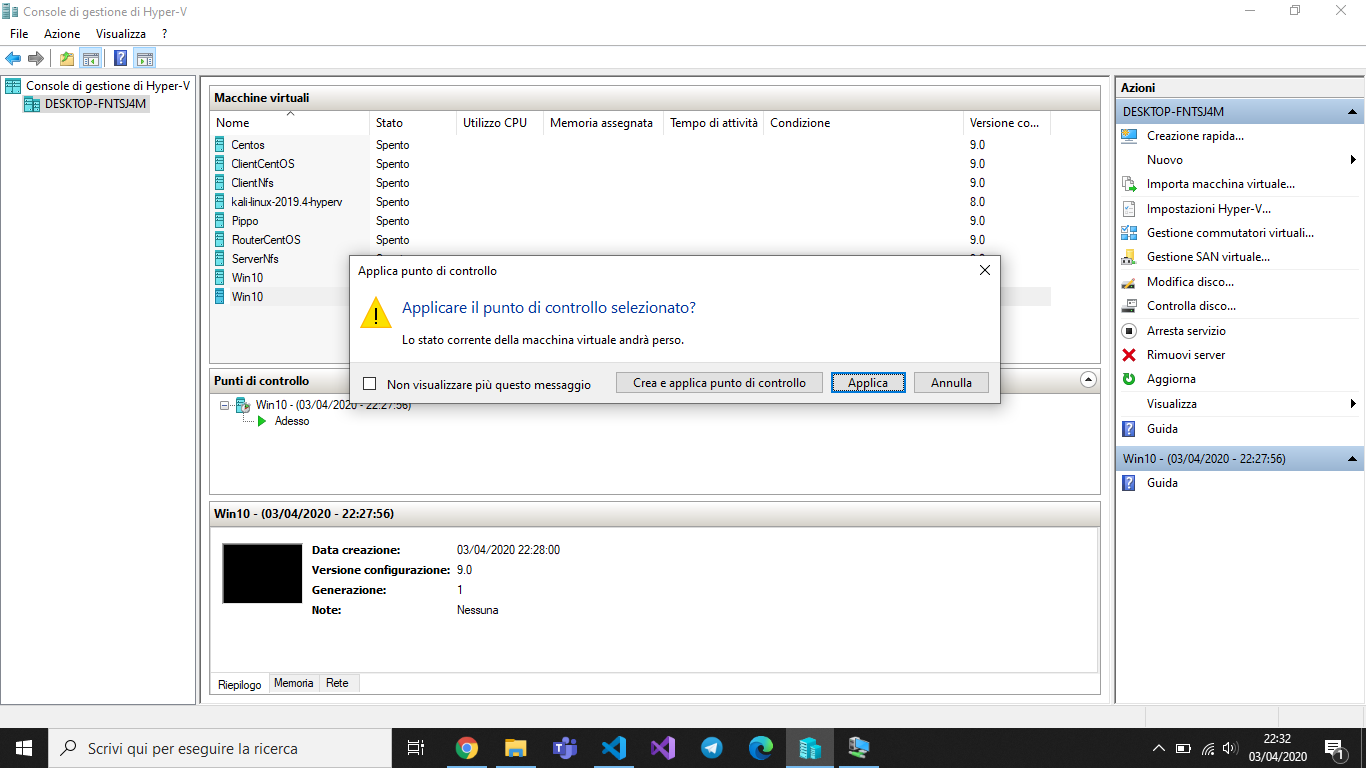 Console di gestione di Hyper-V
File Azione Visualizza ?
Console di gestione di Hyper-V
DESKTOP-FNTSJ4M
Macchine virtuali
Nome Stato Utilizzo CPU Memoria assegnata Tempo di attività Condizione Versione co...
Centos Spento 9.0
ClientCentOS Spento 9.0
ClientNfs Spento 9.0
kali-linux-2019.4-hyperv Spento 8.0
Pippo Spento 9.0
RouterCentOS Spento 9.0
ServerNfs
Win10
Win10
Applica punto di controllo
Applicare il punto di controllo selezionato?
Lo stato corrente della macchina virtuale andrà perso.
Non visualizzare più questo messaggio Crea e applica punto di controllo Applica Annulla
Punti di controllo
Win10 - (03/04/2020 - 22:27:56)
Adesso
Win10 - (03/04/2020 - 22:27:56)
Data creazione: 03/04/2020 22:28:00
Versione configurazione: 9.0
Generazione: 1
Note: Nessuna
Riepilogo Memoria Rete
Azioni
DESKTOP-FNTSJ4M
Creazione rapida...
Nuovo
Importa macchina virtuale...
Impostazioni Hyper-V...
Gestione commutatori virtuali...
Gestione SAN virtuale...
Modifica disco...
Controlla disco...
Arresta servizio
Rimuovi server
Aggiorna
Visualizza
Guida
Win10 - (03/04/2020 - 22:27:56)
Guida
Scrivi qui per eseguire la ricerca
22:32
03/04/2020
1